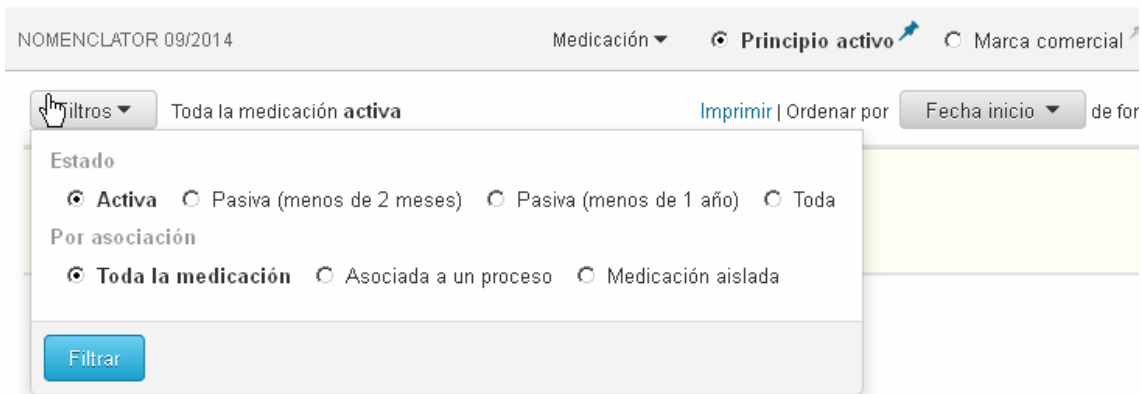 NOMENCLATOR 09/2014 Medicación Principio activo Marca comercial
Filtros Toda la medicación activa Imprimir | Ordenar por Fecha inicio de for
Estado
Activa Pasiva (menos de 2 meses) Pasiva (menos de 1 año) Toda
Por asociación
Toda la medicación Asociada a un proceso Medicación aislada
Filtrar